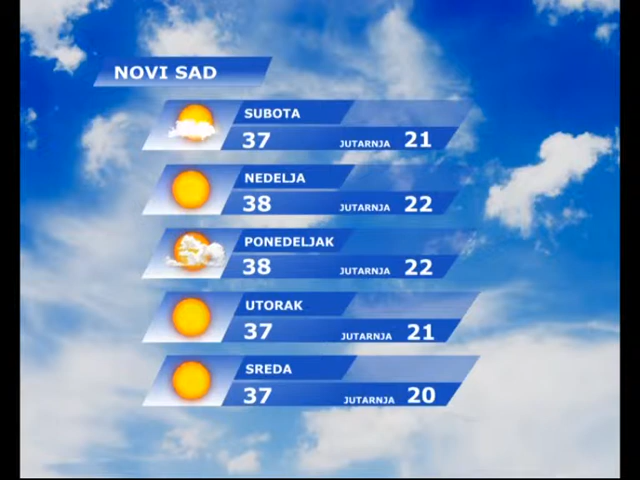 NOVI SAD
SUBOTA
37 JUTARNJA 21
NEDELJA
38 JUTARNJA 22
PONEDELJAK
38 JUTARNJA 22
UTORAK
37 JUTARNJA 21
SREDA
37 JUTARNJA 20